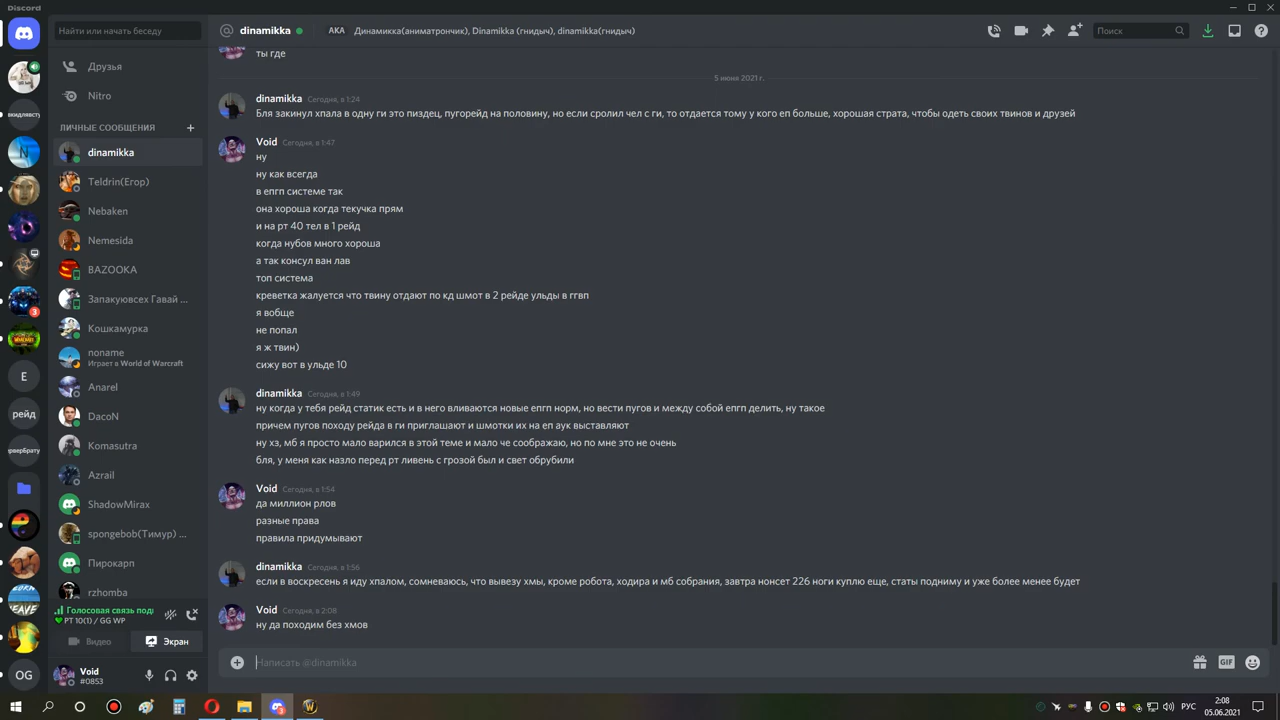 Discord
Найти или начать беседу
dinamikka
AKA
Динамикка(аниматрончик), Dinamikka (гнидыч), dinamikka(гнидыч)
Поиск
Друзья
Nitro
ЛИЧНЫЕ СООБЩЕНИЯ
dinamikka
Teldrin(Егор)
Nebaken
Nemesida
BAZOOKA
Запакуювсех Гавай ...
Кошкамурка
noname
Играет в World of Warcraft
Anarel
DacoN
Komasutra
Azrail
ShadowMirax
spongebob(Тимур) ...
Пирокарп
rzhomba
E
рейд
OG
3
Голосовая связь подк
РТ 10(1) / GG WP
Видео
Экран
Void
#0853
ты где
5 июня 2021 г.
dinamikka Сегодня, в 1:24
Бля закинул хпала в одну ги это пиздец, пугорейд на половину, но если сролил чел с ги, то отдается тому у кого еп больше, хорошая страта, чтобы одеть своих твинов и друзей
Void Сегодня, в 1:47
ну
ну как всегда
в епгп системе так
она хороша когда текучка прям
и на рт 40 тел в 1 рейд
когда нубов много хороша
а так консул ван лав
топ система
креветка жалуется что твину отдают по кд шмот в 2 рейде ульды в ггвп
я вобще
не попал
я ж твин)
сижу вот в ульде 10
dinamikka Сегодня, в 1:49
ну когда у тебя рейд статик есть и в него вливаются новые епгп норм, но вести пугов и между собой епгп делить, ну такое
причем пугов походу рейда в ги приглашают и шмотки их на еп аук выставляют
ну хз, мб я просто мало варился в этой теме и мало че соображаю, но по мне это не очень
бля, у меня как назло перед рт ливень с грозой был и свет обрубили
Void Сегодня, в 1:54
да миллион рлов
разные права
правила придумывают
dinamikka Сегодня, в 1:56
если в воскресень я иду хпалом, сомневаюсь, что вывезу хмы, кроме робота, ходира и мб собрания, завтра нонсет 226 ноги куплю еще, статы подниму и уже более менее будет
Void Сегодня, в 2:08
ну да походим без хмов
Написать @dinamikka
GIF
РУС
2:08
05.06.2021